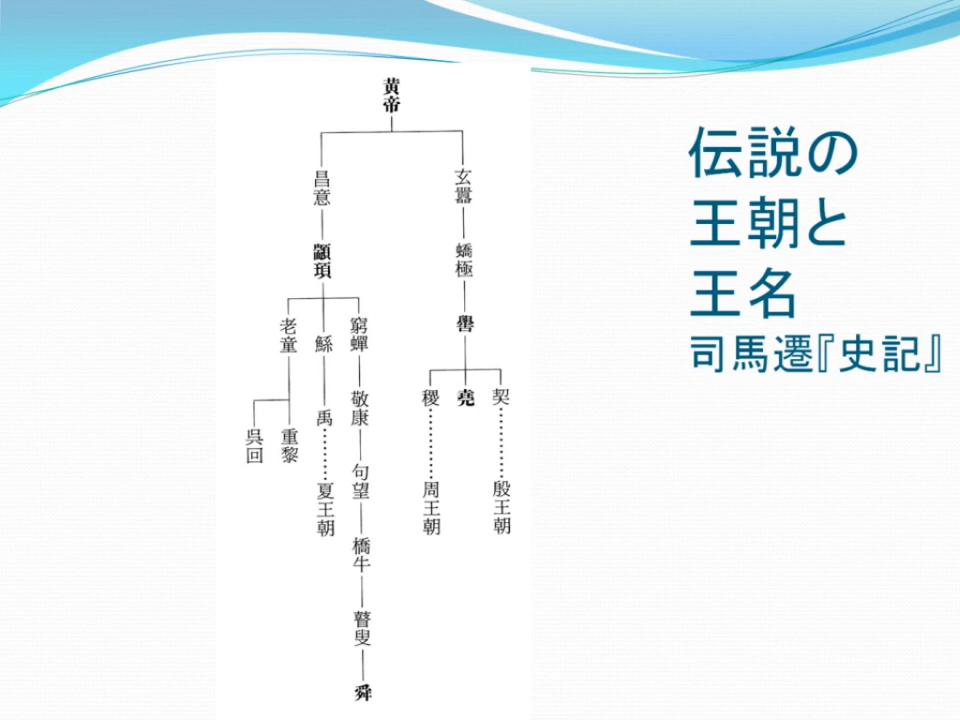 伝説の
王朝と
王名
司馬遷『史記』
黄帝
昌意
玄囂
顓頊
蟜極
嚳
老童
鯀
窮蟬
稷
堯
契
敬康
禹
呉回
重黎
句望
夏王朝
周王朝
殷王朝
橋牛
瞽叟
舜